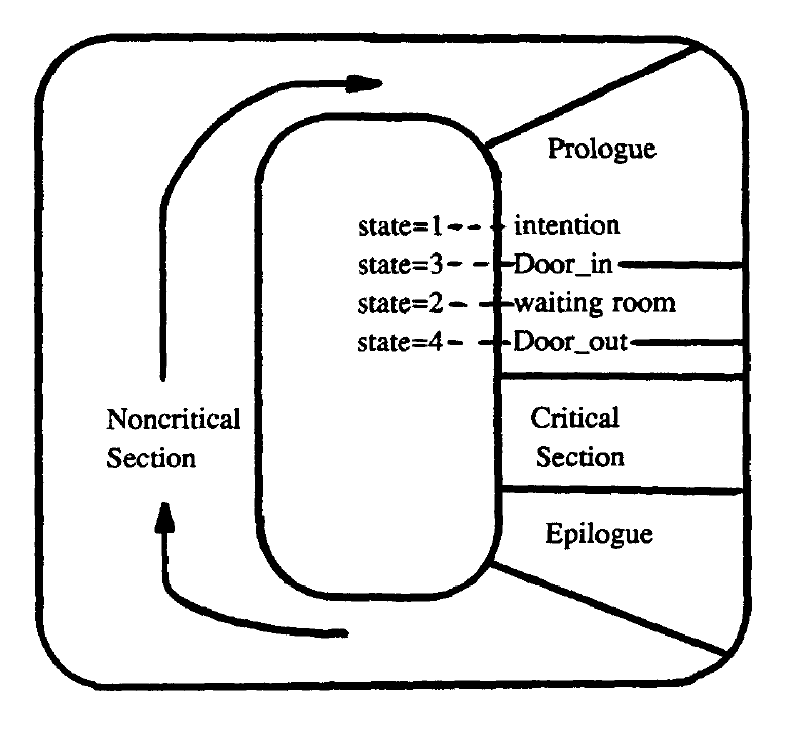 Prologue
state=1 intention
state=3 Door_in
state=2 waiting room
state=4 Door_out
Noncritical
Section
Critical
Section
Epilogue